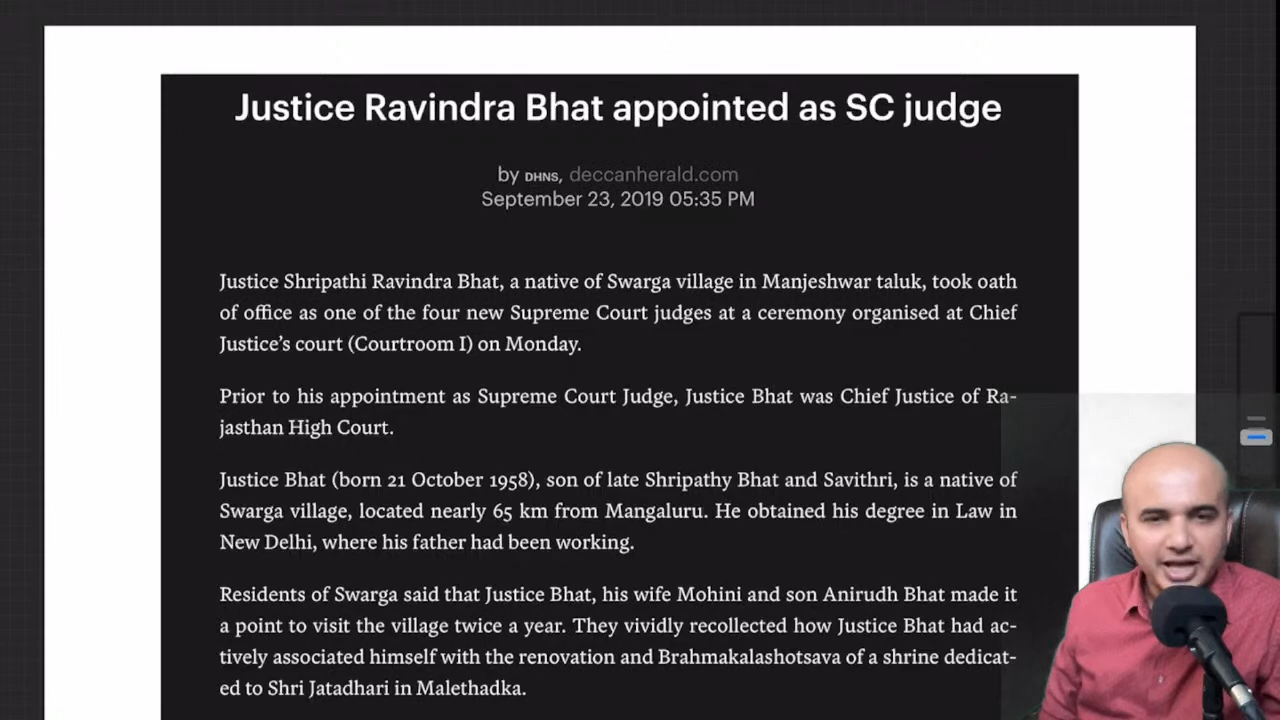 Justice Ravindra Bhat appointed as SC judge
by DHNS, deccanherald.com
September 23, 2019 05:35 PM
Justice Shripathi Ravindra Bhat, a native of Swarga village in Manjeshwar taluk, took oath
of office as one of the four new Supreme Court judges at a ceremony organised at Chief
Justice’s court (Courtroom I) on Monday.
Prior to his appointment as Supreme Court Judge, Justice Bhat was Chief Justice of Ra-
jasthan High Court.
Justice Bhat (born 21 October 1958), son of late Shripathy Bhat and Savithri, is a native of
Swarga village, located nearly 65 km from Mangaluru. He obtained his degree in Law in
New Delhi, where his father had been working.
Residents of Swarga said that Justice Bhat, his wife Mohini and son Anirudh Bhat made it
a point to visit the village twice a year. They vividly recollected how Justice Bhat had ac-
tively associated himself with the renovation and Brahmakalashotsava of a shrine dedicat-
ed to Shri Jatadhari in Malethadka.